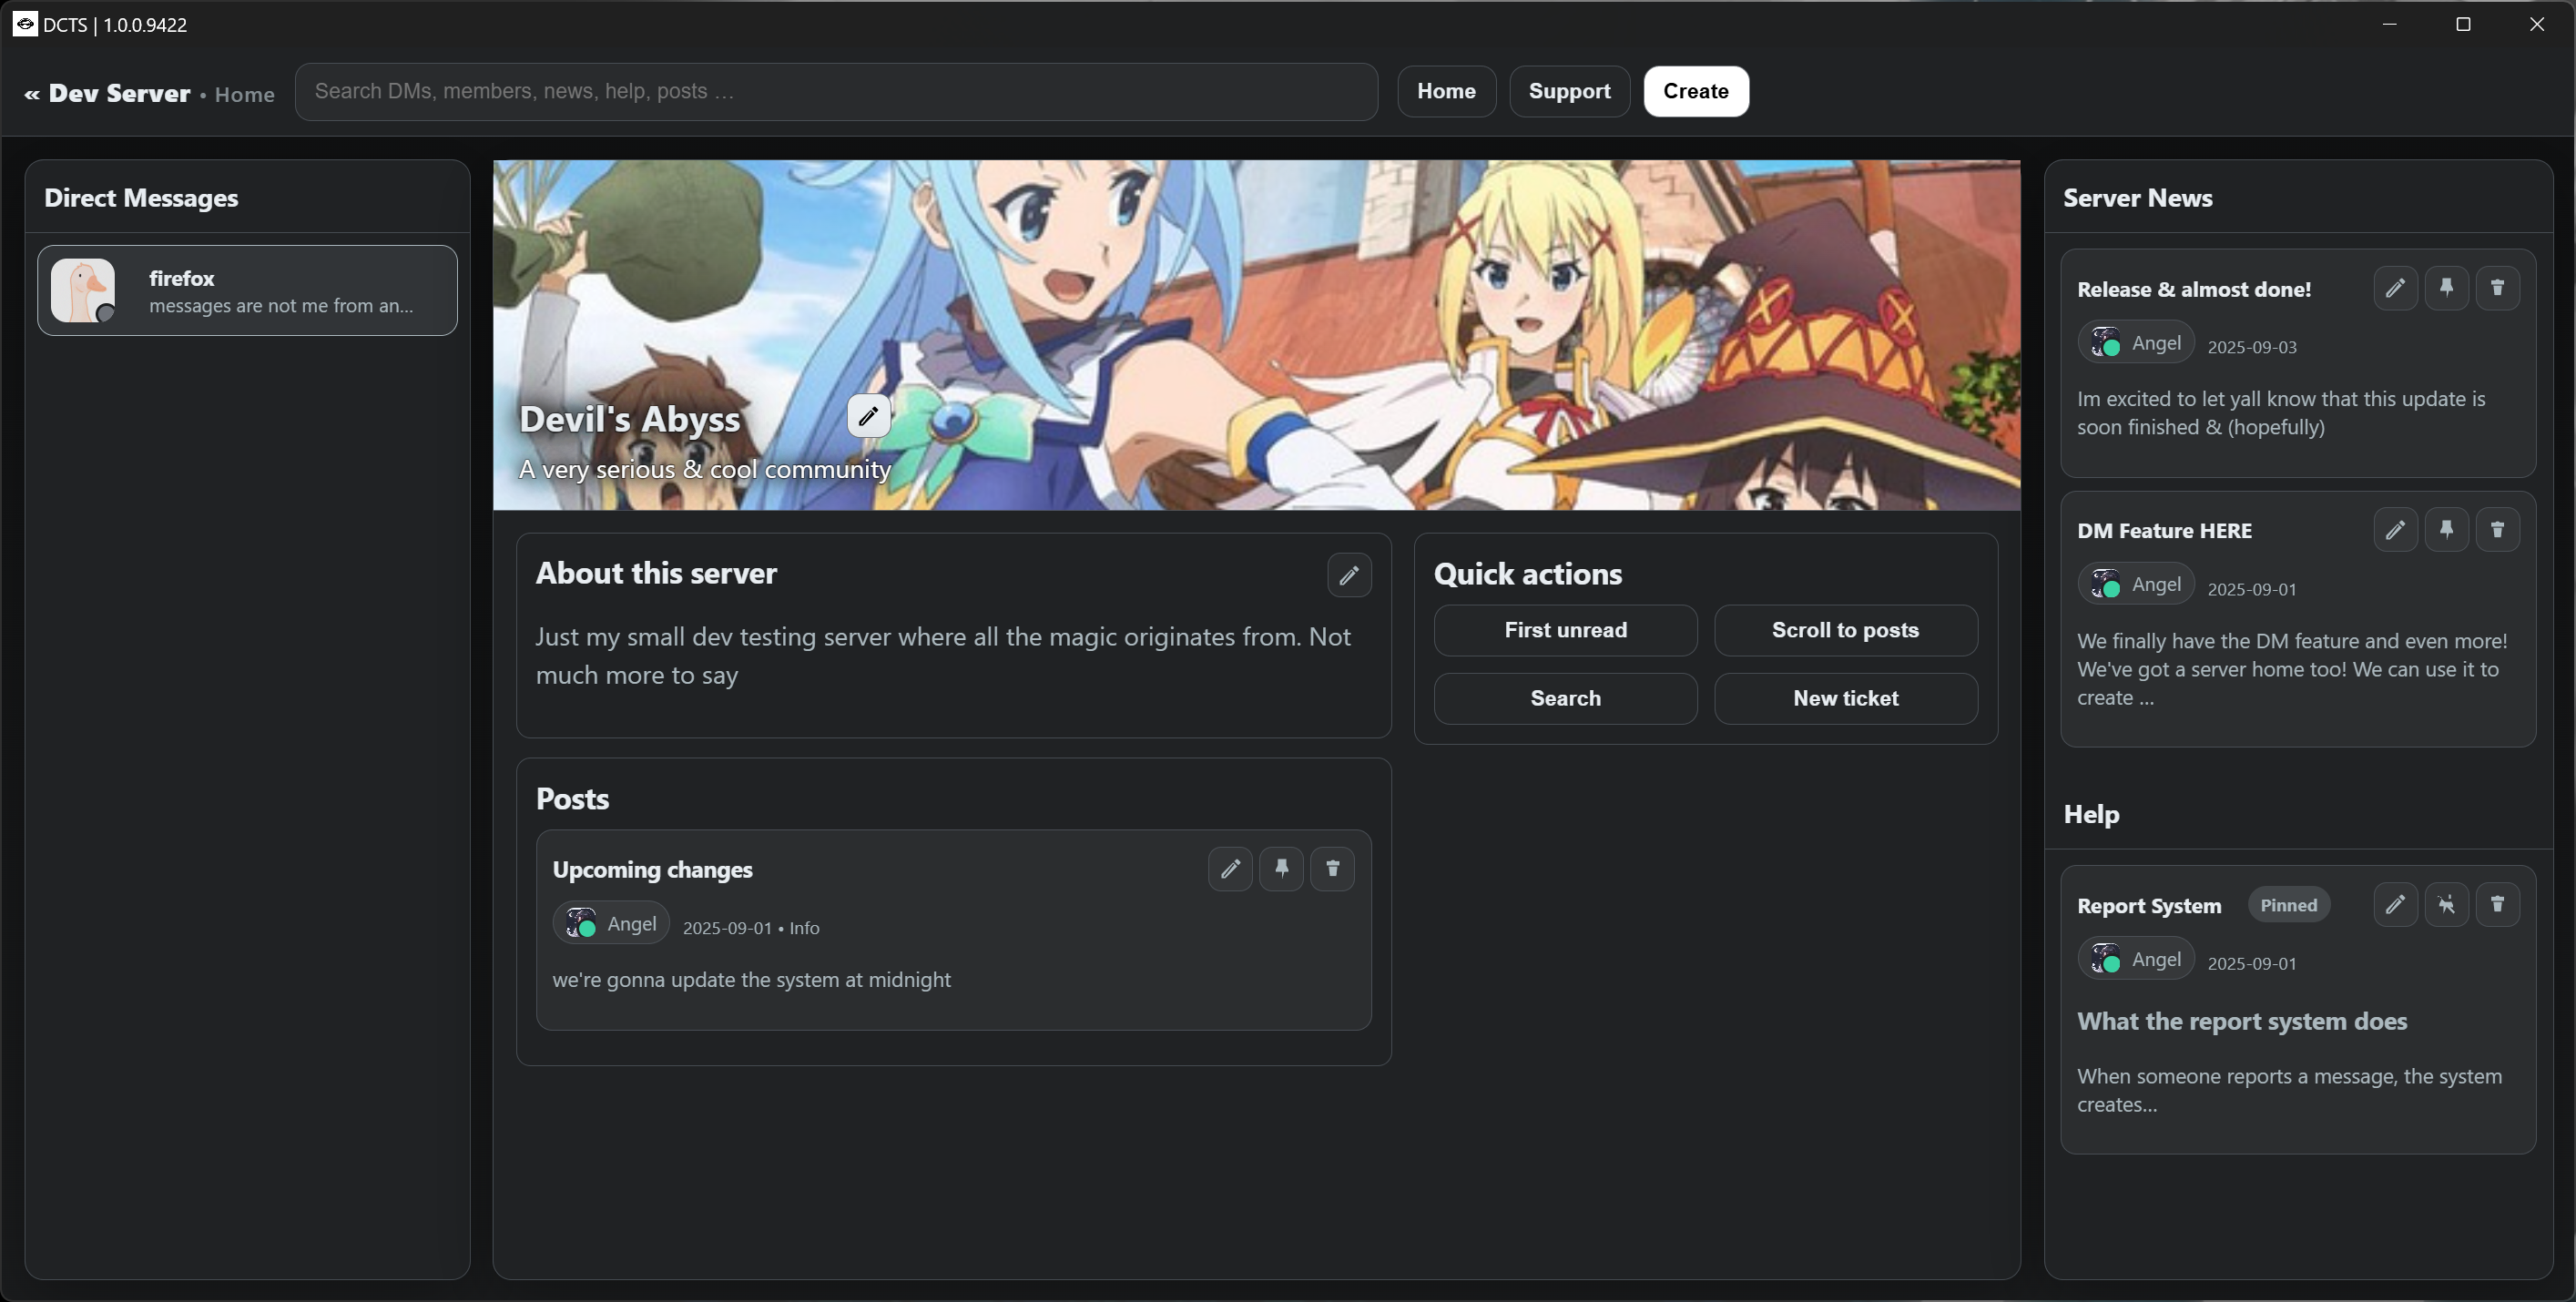 DCTS | 1.0.0.9422
« Dev Server • Home
Search DMs, members, news, help, posts …
Home
Support
Create
Direct Messages
firefox
messages are not me from an...
Devil's Abyss
A very serious & cool community
About this server
Just my small dev testing server where all the magic originates from. Not
much more to say
Quick actions
First unread
Scroll to posts
Search
New ticket
Posts
Upcoming changes
Angel
2025-09-01 • Info
we're gonna update the system at midnight
Server News
Release & almost done!
Angel
2025-09-03
Im excited to let yall know that this update is
soon finished & (hopefully)
DM Feature HERE
Angel
2025-09-01
We finally have the DM feature and even more!
We've got a server home too! We can use it to
create ...
Help
Report System
Pinned
Angel
2025-09-01
What the report system does
When someone reports a message, the system
creates...